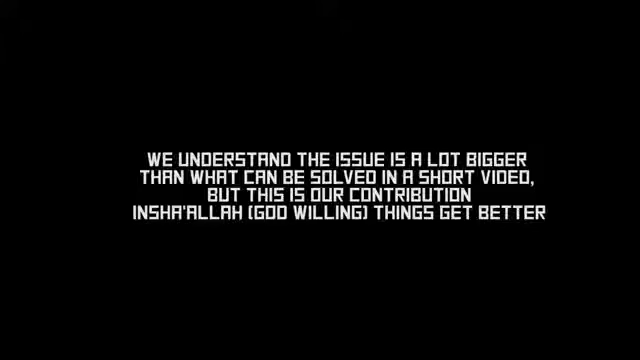 WE UNDERSTAND THE ISSUE IS A LOT BIGGER
THAN WHAT CAN BE SOLVED IN A SHORT VIDEO,
BUT THIS IS OUR CONTRIBUTION
INSHA'ALLAH (GOD WILLING) THINGS GET BETTER